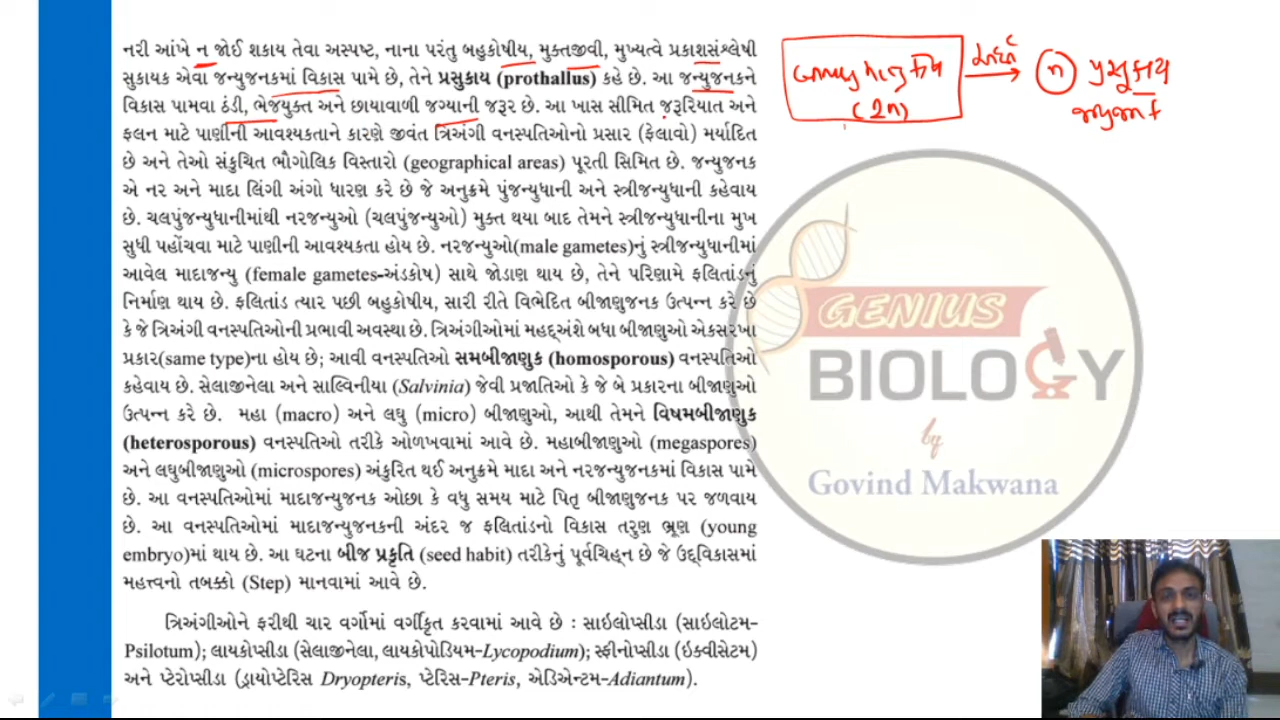 નરી આંખે ન જોઈ શકાય તેવા અસ્પષ્ટ, નાના પરંતુ બહુકોષીય, મુક્તજીવી, મુખ્યત્વે પ્રકાશસંશ્લેષી
સુકાયક એવા જન્યુજનકમાં વિકાસ પામે છે, તેને પ્રસુકાય (prothallus) કહે છે. આ જન્યુજનકને
વિકાસ પામવા ઠંડી, ભેજયુક્ત અને છાયાવાળી જગ્યાની જરૂર છે. આ ખાસ સીમિત જરૂરિયાત અને
ફલન માટે પાણીની આવશ્યકતાને કારણે જીવંત ત્રિઅંગી વનસ્પતિઓનો પ્રસાર (ફેલાવો) મર્યાદિત
છે અને તેઓ સંકુચિત ભૌગોલિક વિસ્તારો (geographical areas) પૂરતી સિમિત છે. જન્યુજનક
એ નર અને માદા લિંગી અંગો ધારણ કરે છે જે અનુક્રમે પુંજન્યુધાની અને સ્ત્રીજન્યુધાની કહેવાય
છે. ચલપુંજન્યુધાનીમાંથી નરજન્યુઓ (ચલપુંજન્યુઓ) મુક્ત થયા બાદ તેમને સ્ત્રીજન્યુધાનીના મુખ
સુધી પહોંચવા માટે પાણીની આવશ્યકતા હોય છે. નરજન્યુઓ(male gametes)નું સ્ત્રીજન્યુધાનીમાં
આવેલ માદાજન્યુ (female gametes-અંડકોષ) સાથે જોડાણ થાય છે, તેને પરિણામે ફલિતાંડનું
નિર્માણ થાય છે. ફલિતાંડ ત્યાર પછી બહુકોષીય, સારી રીતે વિભેદિત બીજાણુજનક ઉત્પન્ન કરે છે
કે જે ત્રિઅંગી વનસ્પતિઓની પ્રભાવી અવસ્થા છે. ત્રિઅંગીઓમાં મહદ્અંશે બધા બીજાણુઓ એકસરખા
પ્રકાર(same type)ના હોય છે; આવી વનસ્પતિઓ સમબીજાણુક (homosporous) વનસ્પતિઓ
કહેવાય છે. સેલાજીનેલા અને સાલ્વિનીયા (Salvinia) જેવી પ્રજાતિઓ કે જે બે પ્રકારના બીજાણુઓ
ઉત્પન્ન કરે છે. મહા (macro) અને લઘુ (micro) બીજાણુઓ, આથી તેમને વિષમબીજાણુક
(heterosporous) વનસ્પતિઓ તરીકે ઓળખવામાં આવે છે. મહાબીજાણુઓ (megaspores)
અને લઘુબીજાણુઓ (microspores) અંકુરિત થઈ અનુક્રમે માદા અને નરજન્યુજનકમાં વિકાસ પામે
છે. આ વનસ્પતિઓમાં માદાજન્યુજનક ઓછા કે વધુ સમય માટે પિતૃ બીજાણુજનક પર જળવાય
છે. આ વનસ્પતિઓમાં માદાજન્યુજનકની અંદર જ ફલિતાંડનો વિકાસ તરુણ ભ્રૂણ (young
embryo)માં થાય છે. આ ઘટના બીજ પ્રકૃતિ (seed habit) તરીકેનું પૂર્વચિહ્ન છે જે ઉદ્દવિકાસમાં
મહત્ત્વનો તબક્કો (Step) માનવામાં આવે છે.
ત્રિઅંગીઓને ફરીથી ચાર વર્ગોમાં વર્ગીકૃત કરવામાં આવે છે : સાઇલોપ્સીડા (સાઇલોટમ-
Psilotum); લાયકોપ્સીડા (સેલાજીનેલા, લાયકોપોડિયમ-Lycopodium); સ્ફીનોપ્સીડા (ઇક્વીસેટમ)
અને પ્ટેરોપ્સીડા (ડ્રાયોપ્ટેરિસ Dryopteris, પ્ટેરિસ-Pteris, એડિએન્ટમ-Adiantum).
(2n)
n પ્રસુકાય
GENIUS
BIOLOGY
by
Govind Makwana